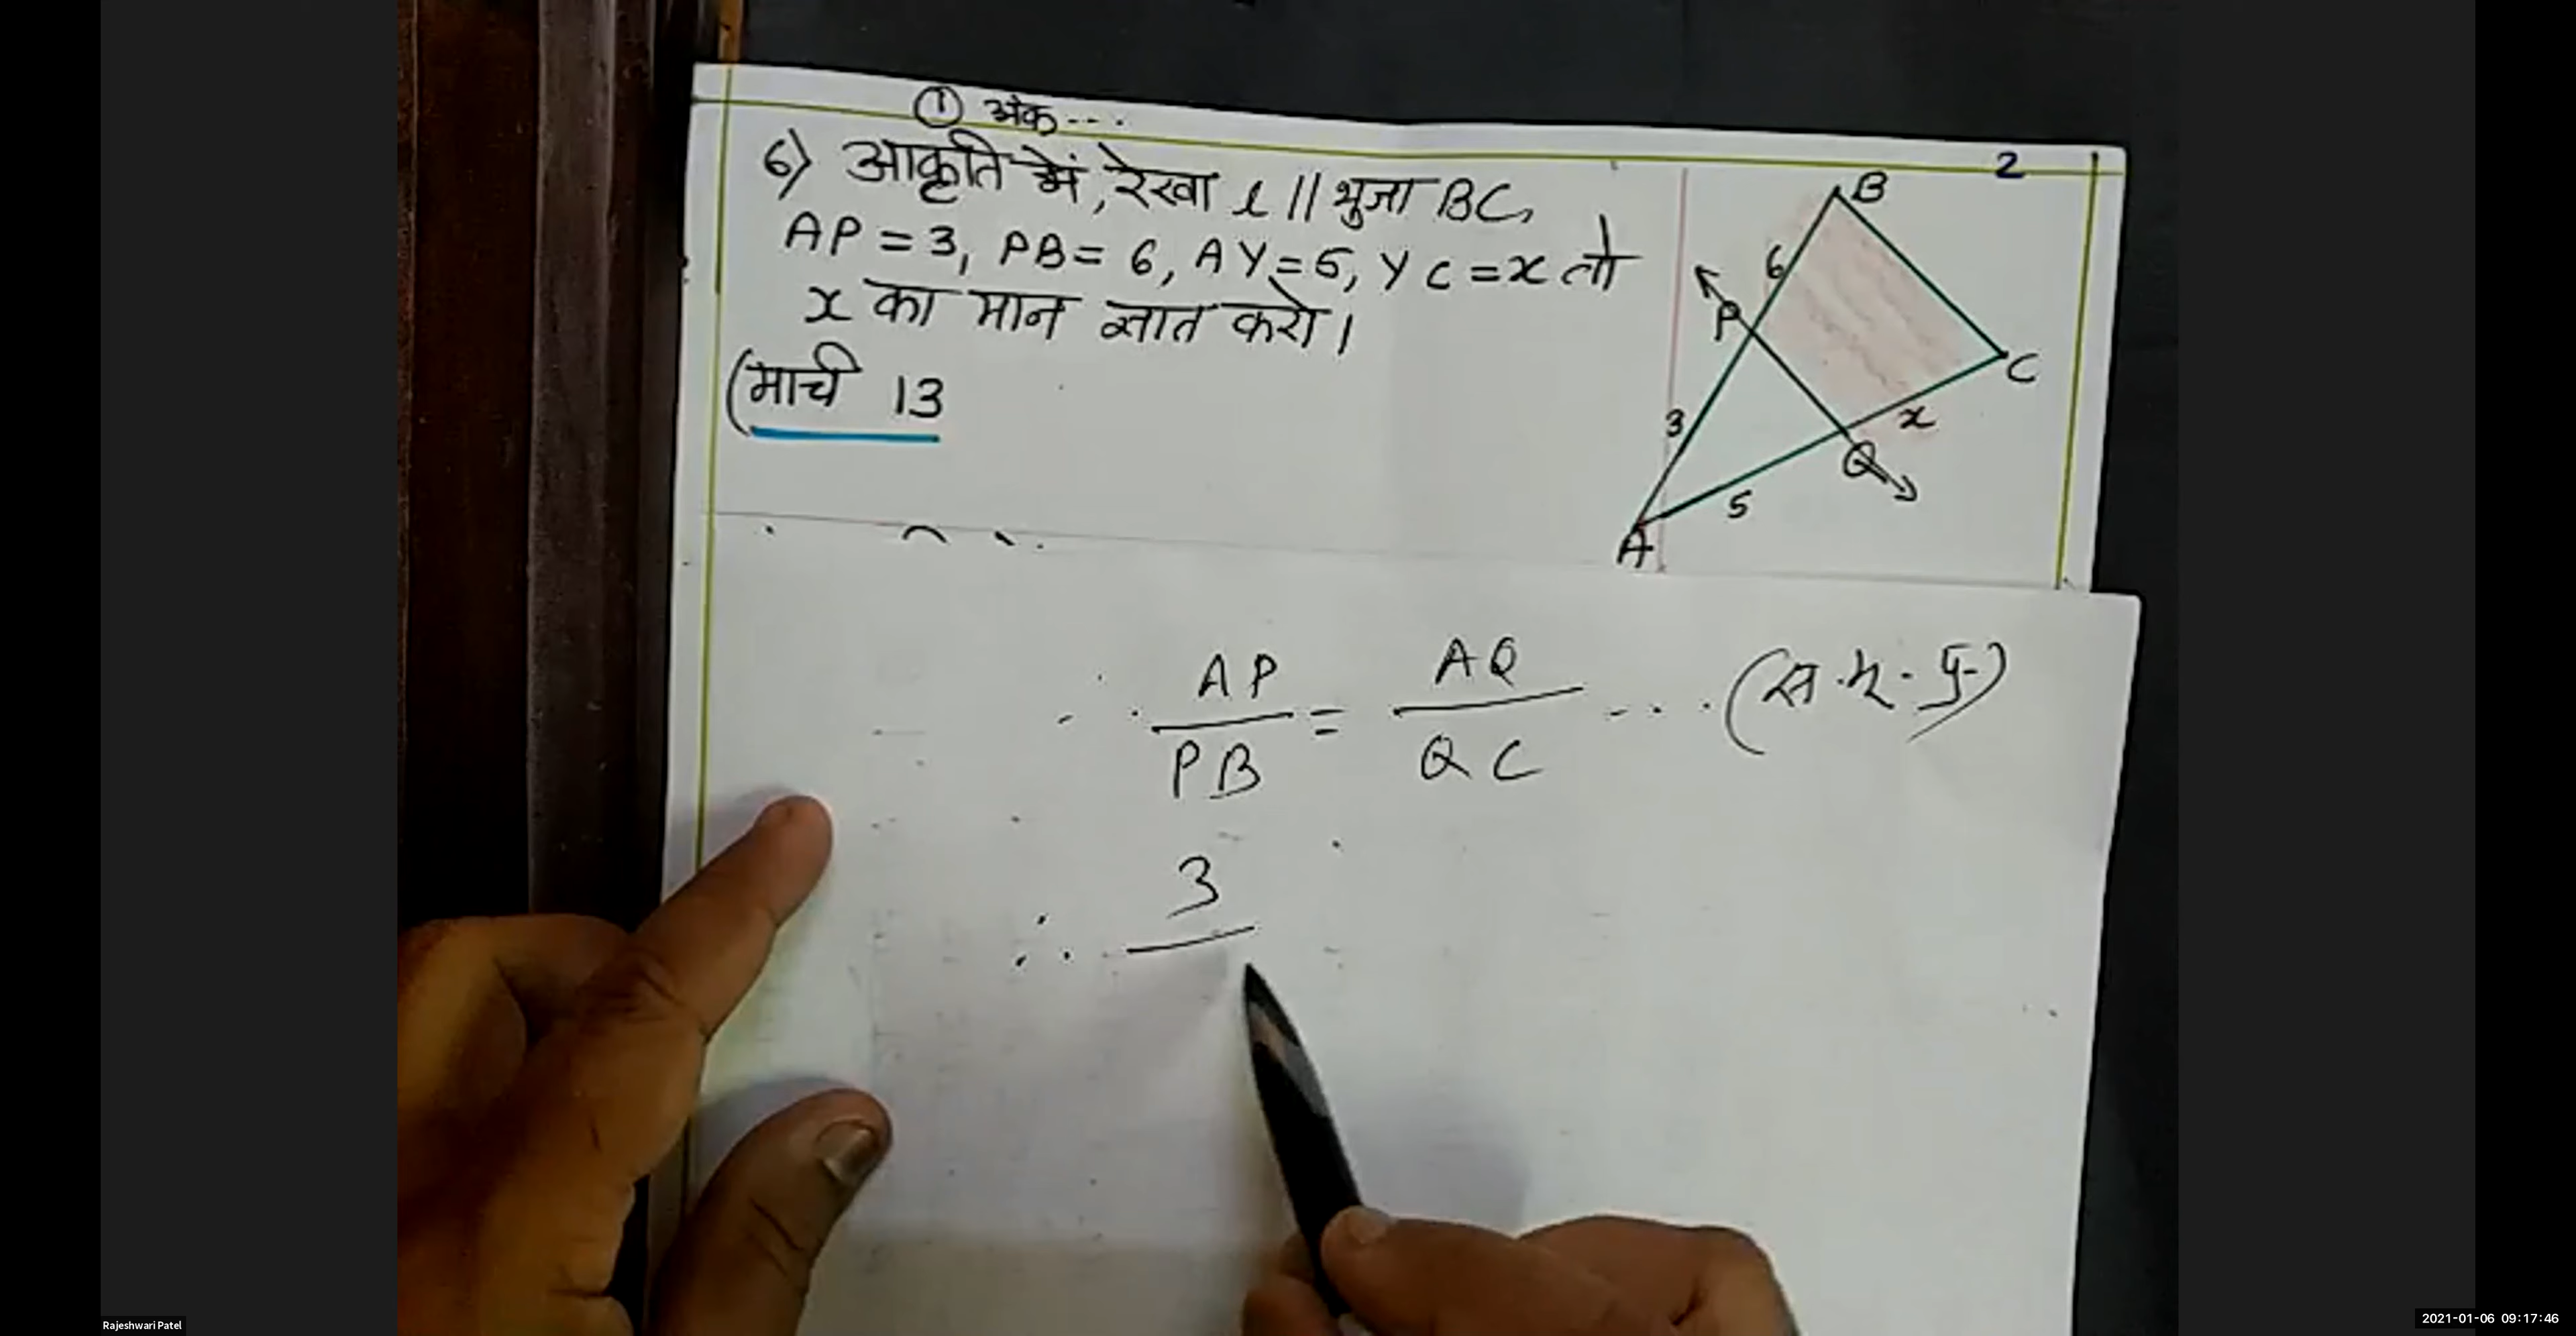 ① अंक...
2
6) आकृति में, रेखा l || भुजा BC,
AP = 3, PB = 6, AY = 5, YC = x तो
x का मान ज्ञात करो।
(मार्च 13
B
6
P
C
3
x
Q
5
A
AP / PB = AQ / QC ... (स.मू.प्र)
∴ 3
Rajeshwari Patel
2021-01-06 09:17:46